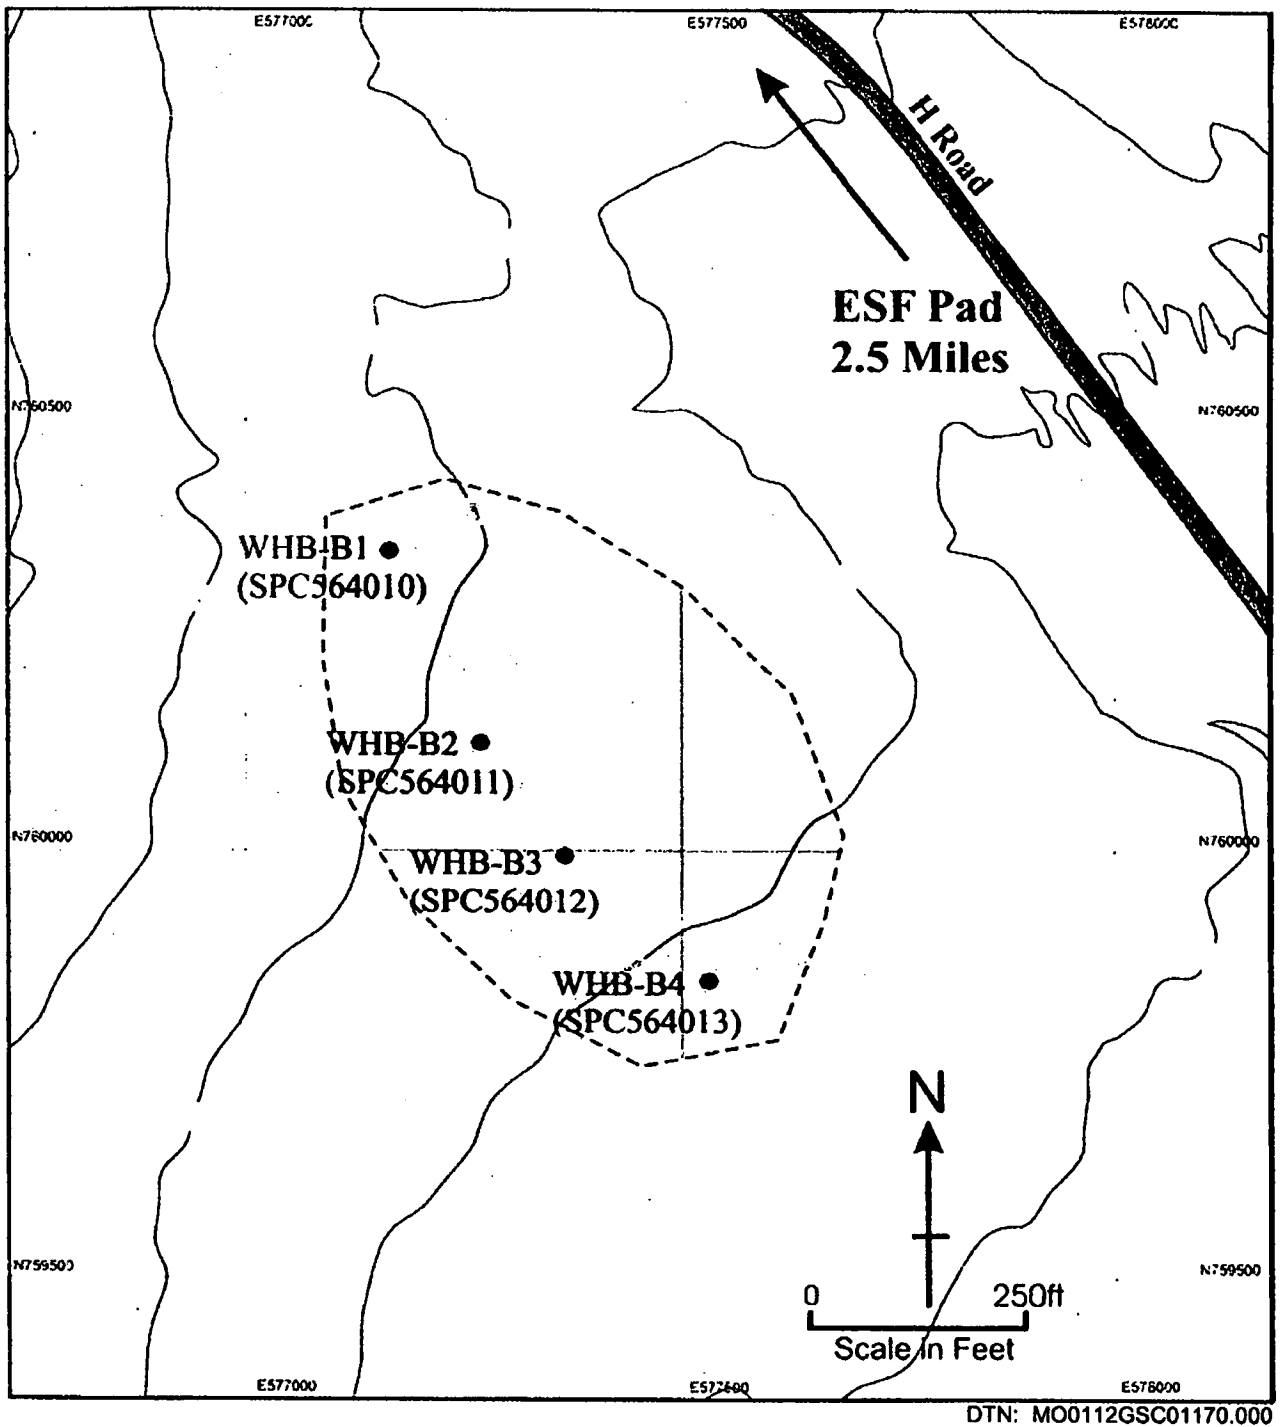 E577000
E577500
E578000
H Road
ESF Pad
2.5 Miles
N760500
N760500
WHB-B1
(SPC564010)
WHB-B2
(SPC564011)
N760000
N760000
WHB-B3
(SPC564012)
WHB-B4
(SPC564013)
N
N759500
N759500
0 250ft
Scale in Feet
E577000
E577500
E578000
DTN: MO0112GSC01170.000